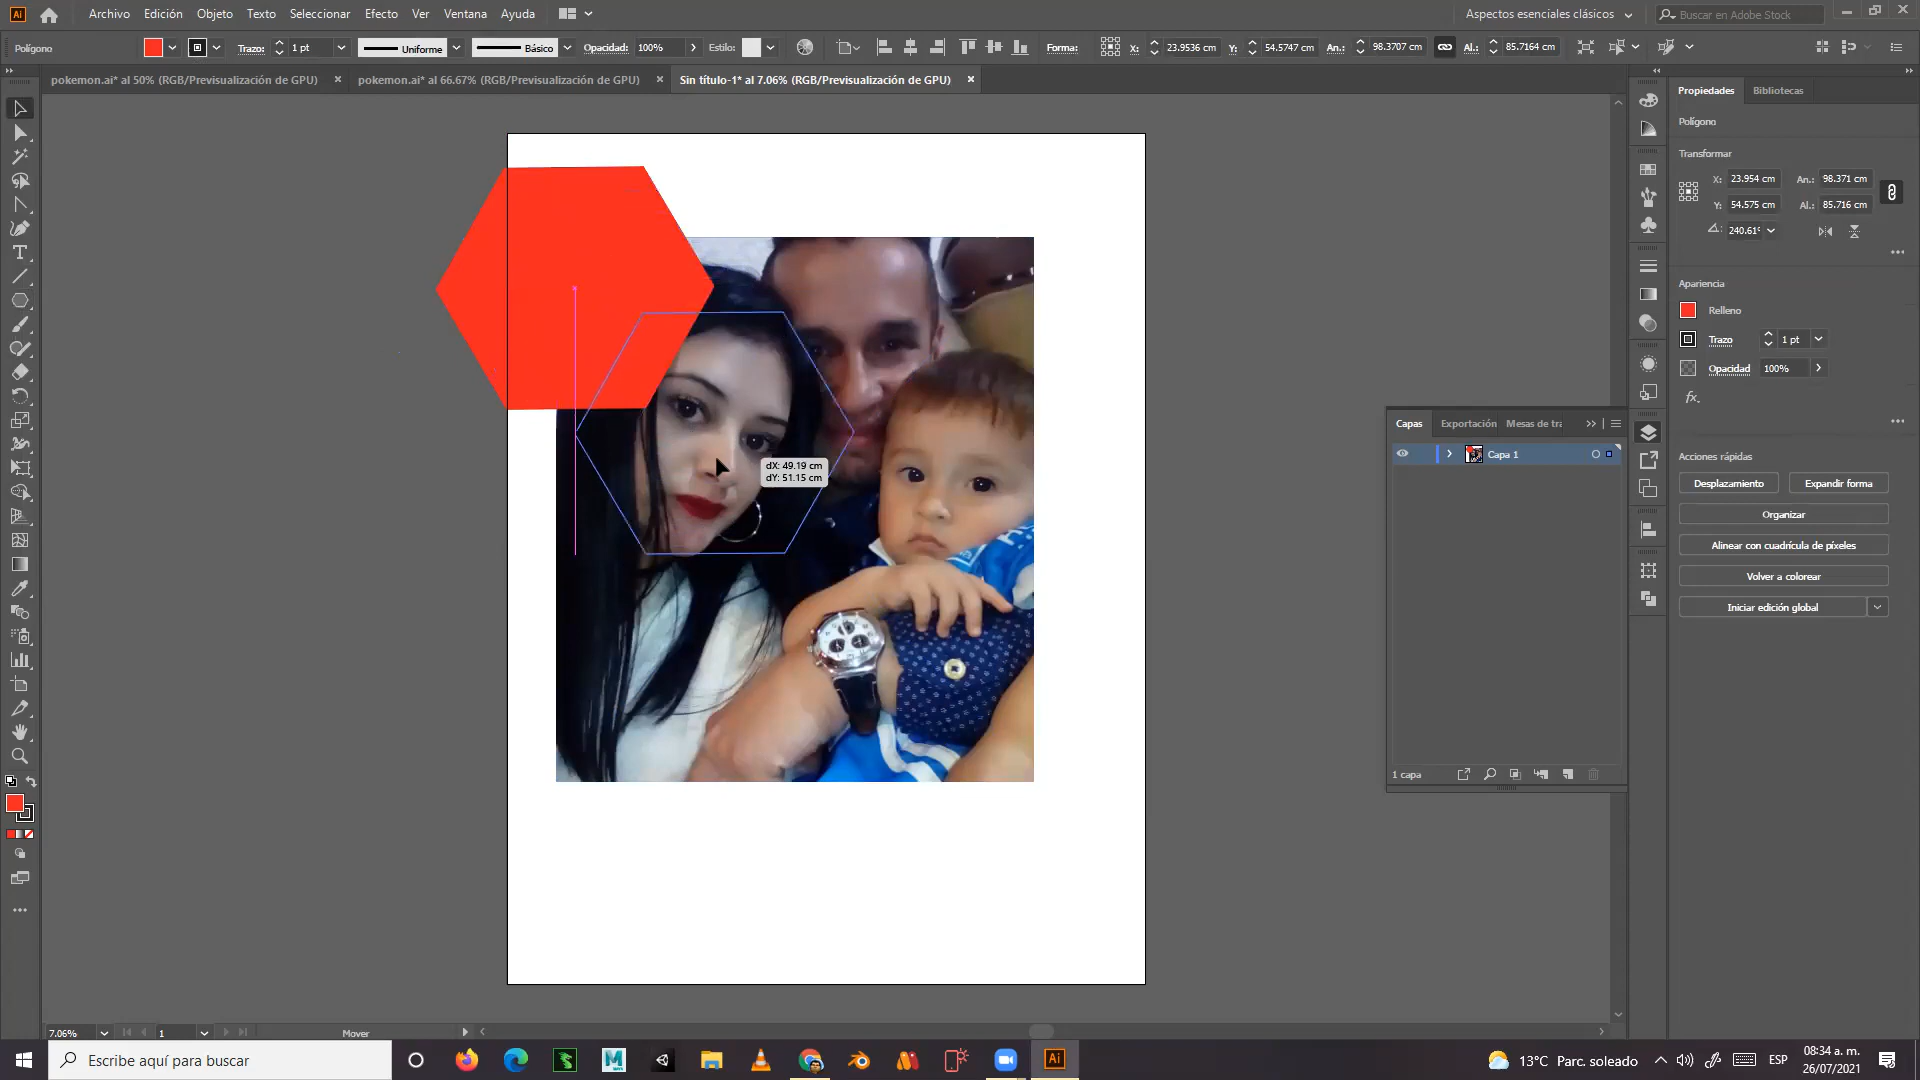 Archivo Edición Objeto Texto Seleccionar Efecto Ver Ventana Ayuda Aspectos esenciales clásicos Buscar en Adobe Stock
Polígono Trazo: 1 pt Uniforme Básico Opacidad: 100% Estilo: Forma: X: 23.9536 cm Y: 54.5747 cm An.: 98.3707 cm Al.: 85.7164 cm
pokemon.ai* al 50% (RGB/Previsualización de GPU) pokemon.ai* al 66.67% (RGB/Previsualización de GPU) Sin título-1* al 7.06% (RGB/Previsualización de GPU)
Propiedades Bibliotecas
Polígono
Transformar
X: 23.954 cm An.: 98.371 cm
Y: 54.575 cm Al.: 85.716 cm
240.61°
Apariencia
Relleno
Trazo 1 pt
Opacidad 100%
fx.
Acciones rápidas
Desplazamiento Expandir forma
Organizar
Alinear con cuadrícula de píxeles
Volver a colorear
Iniciar edición global
dX: 49.19 cm
dY: 51.15 cm
Capas Exportación Mesas de tra
Capa 1
1 capa
7.06% 1 Mover
Escribe aquí para buscar
Ai
13°C Parc. soleado ESP
08:34 a. m.
26/07/2021